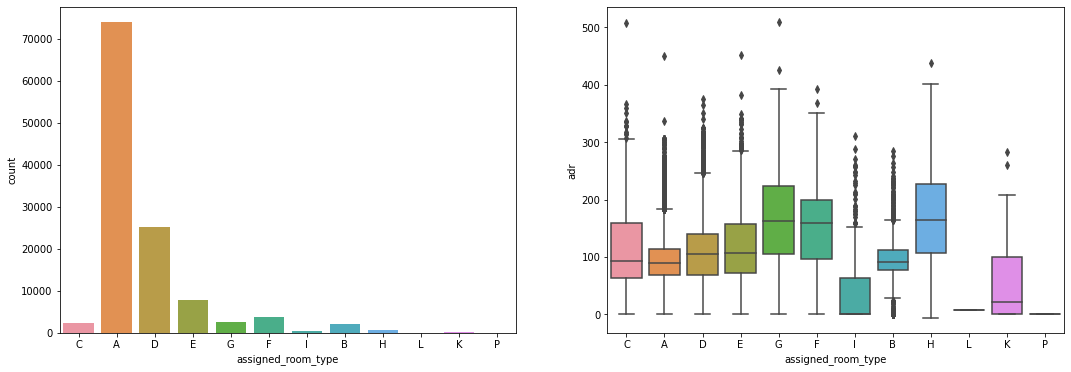 70000
60000
50000
40000
30000
20000
10000
0
count
C A D E G F I B H L K P
assigned_room_type
500
400
300
200
100
0
adr
C A D E G F I B H L K P
assigned_room_type